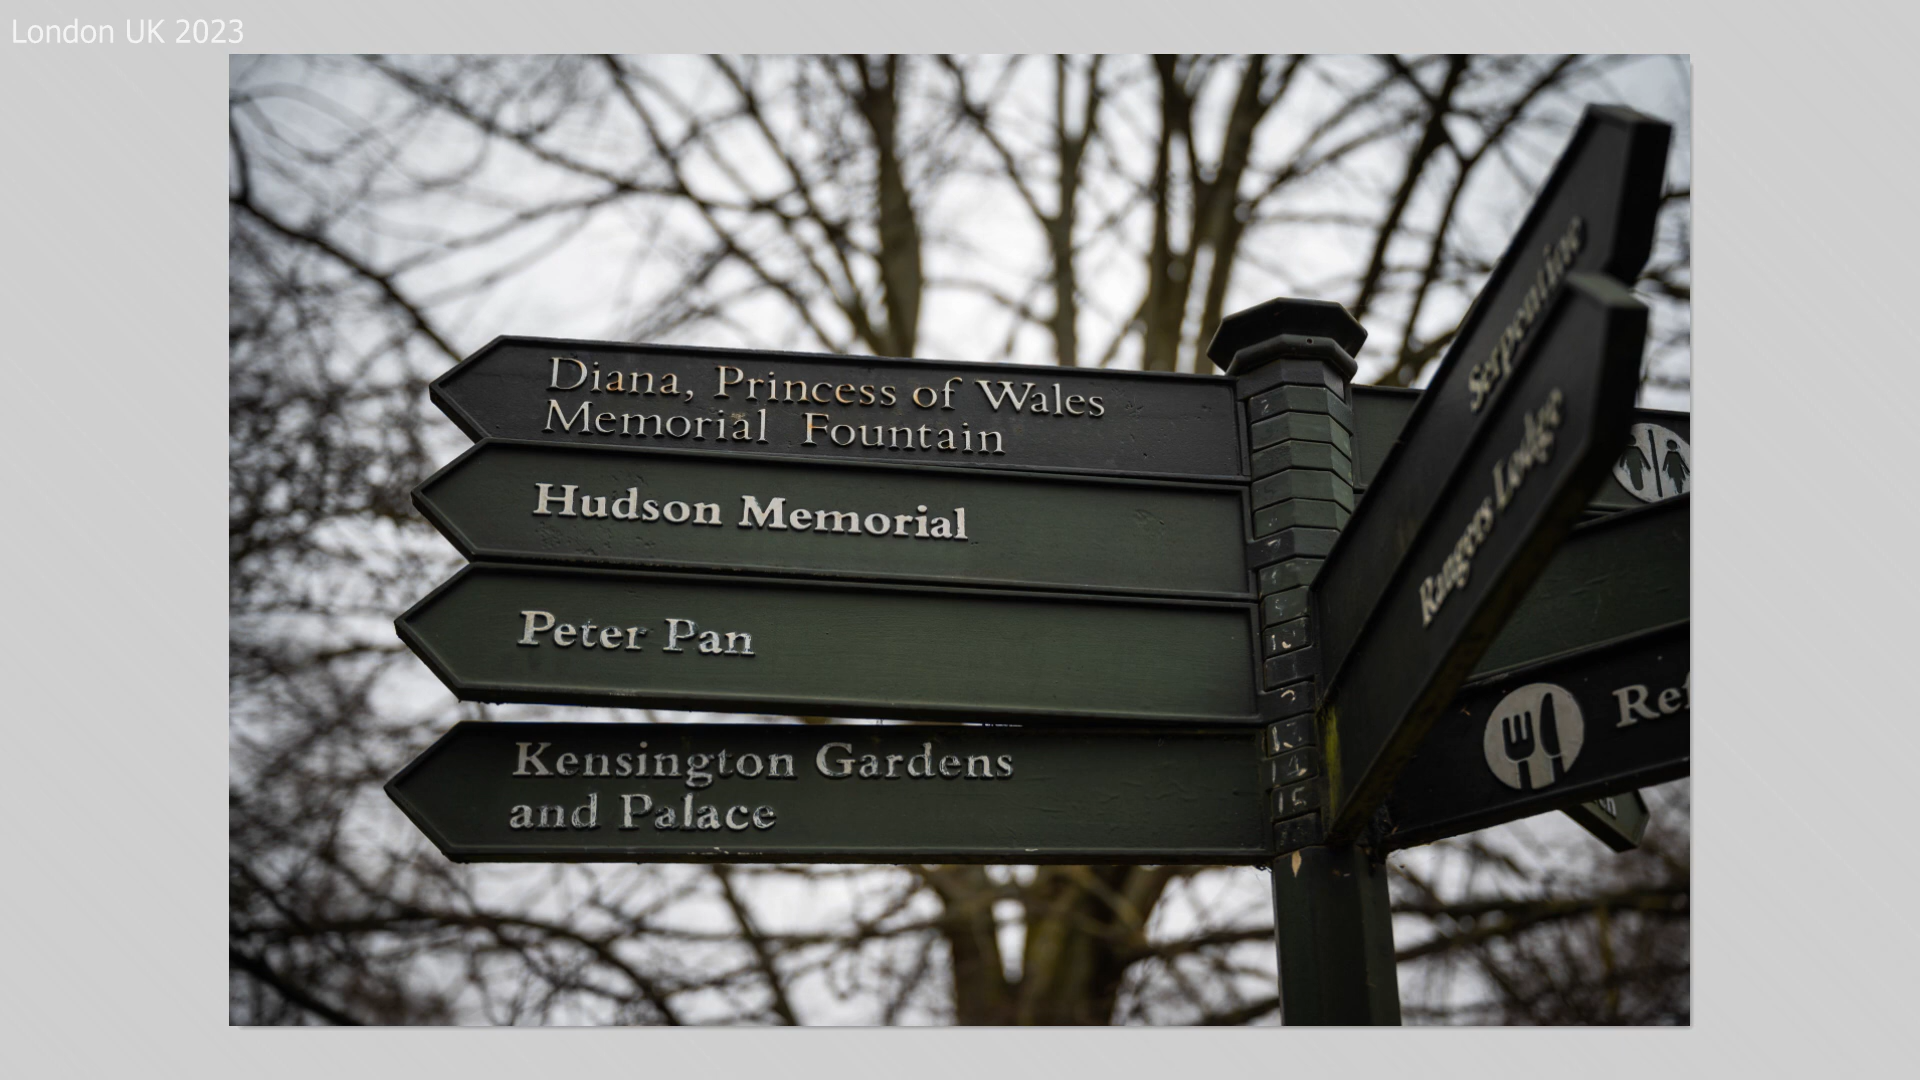 London UK 2023
Diana, Princess of Wales
Memorial Fountain
Hudson Memorial
Peter Pan
Kensington Gardens
and Palace
Serpentine
Rangers Lodge